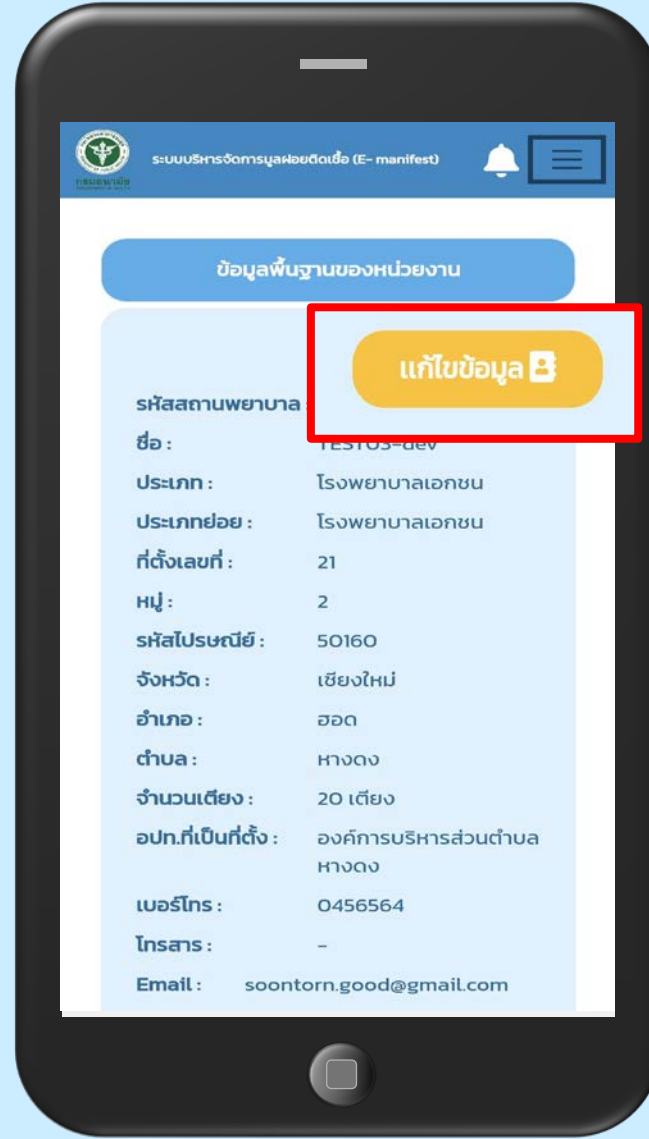 ระบบบริหารจัดการมูลฝอยติดเชื้อ (E- manifest)
กรมอนามัย
ข้อมูลพื้นฐานของหน่วยงาน
แก้ไขข้อมูล
รหัสสถานพยาบาล :
ชื่อ : TEST03-dev
ประเภท : โรงพยาบาลเอกชน
ประเภทย่อย : โรงพยาบาลเอกชน
ที่ตั้งเลขที่ : 21
หมู่ : 2
รหัสไปรษณีย์ : 50160
จังหวัด : เชียงใหม่
อำเภอ : ฮอด
ตำบล : หางดง
จำนวนเตียง : 20 เตียง
อปท.ที่เป็นที่ตั้ง : องค์การบริหารส่วนตำบล
หางดง
เบอร์โทร : 0456564
โทรสาร : -
Email : soontorn.good@gmail.com